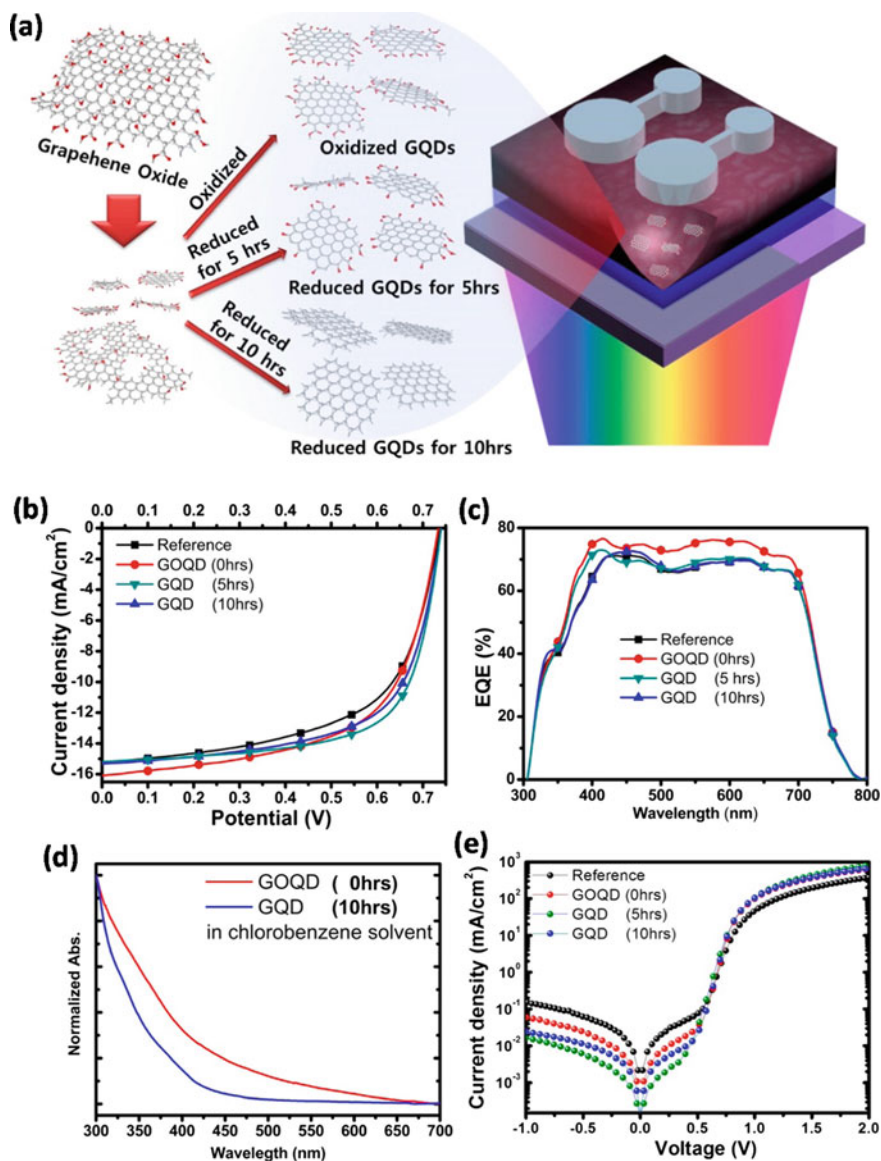 (a)
Grapehene Oxide
Oxidized
Reduced
for 5 hrs
Reduced
for 10 hrs
Oxidized GQDs
Reduced GQDs for 5hrs
Reduced GQDs for 10hrs
(b)
0.0 0.1 0.2 0.3 0.4 0.5 0.6 0.7
Current density (mA/cm²)
0
-2
-4
-6
-8
-10
-12
-14
-16
Reference
GOQD (0hrs)
GQD (5hrs)
GQD (10hrs)
0.0 0.1 0.2 0.3 0.4 0.5 0.6 0.7
Potential (V)
(c)
EQE (%)
80
60
40
20
0
Reference
GOQD (0hrs)
GQD (5 hrs)
GQD (10hrs)
300 400 500 600 700 800
Wavelength (nm)
(d)
Normalized Abs.
GOQD ( 0hrs)
GQD (10hrs)
in chlorobenzene solvent
300 350 400 450 500 550 600 650 700
Wavelegth (nm)
(e)
Current density (mA/cm²)
10³
10²
10¹
10⁰
10⁻¹
10⁻²
10⁻³
Reference
GOQD (0hrs)
GQD (5hrs)
GQD (10hrs)
-1.0 -0.5 0.0 0.5 1.0 1.5 2.0
Voltage (V)